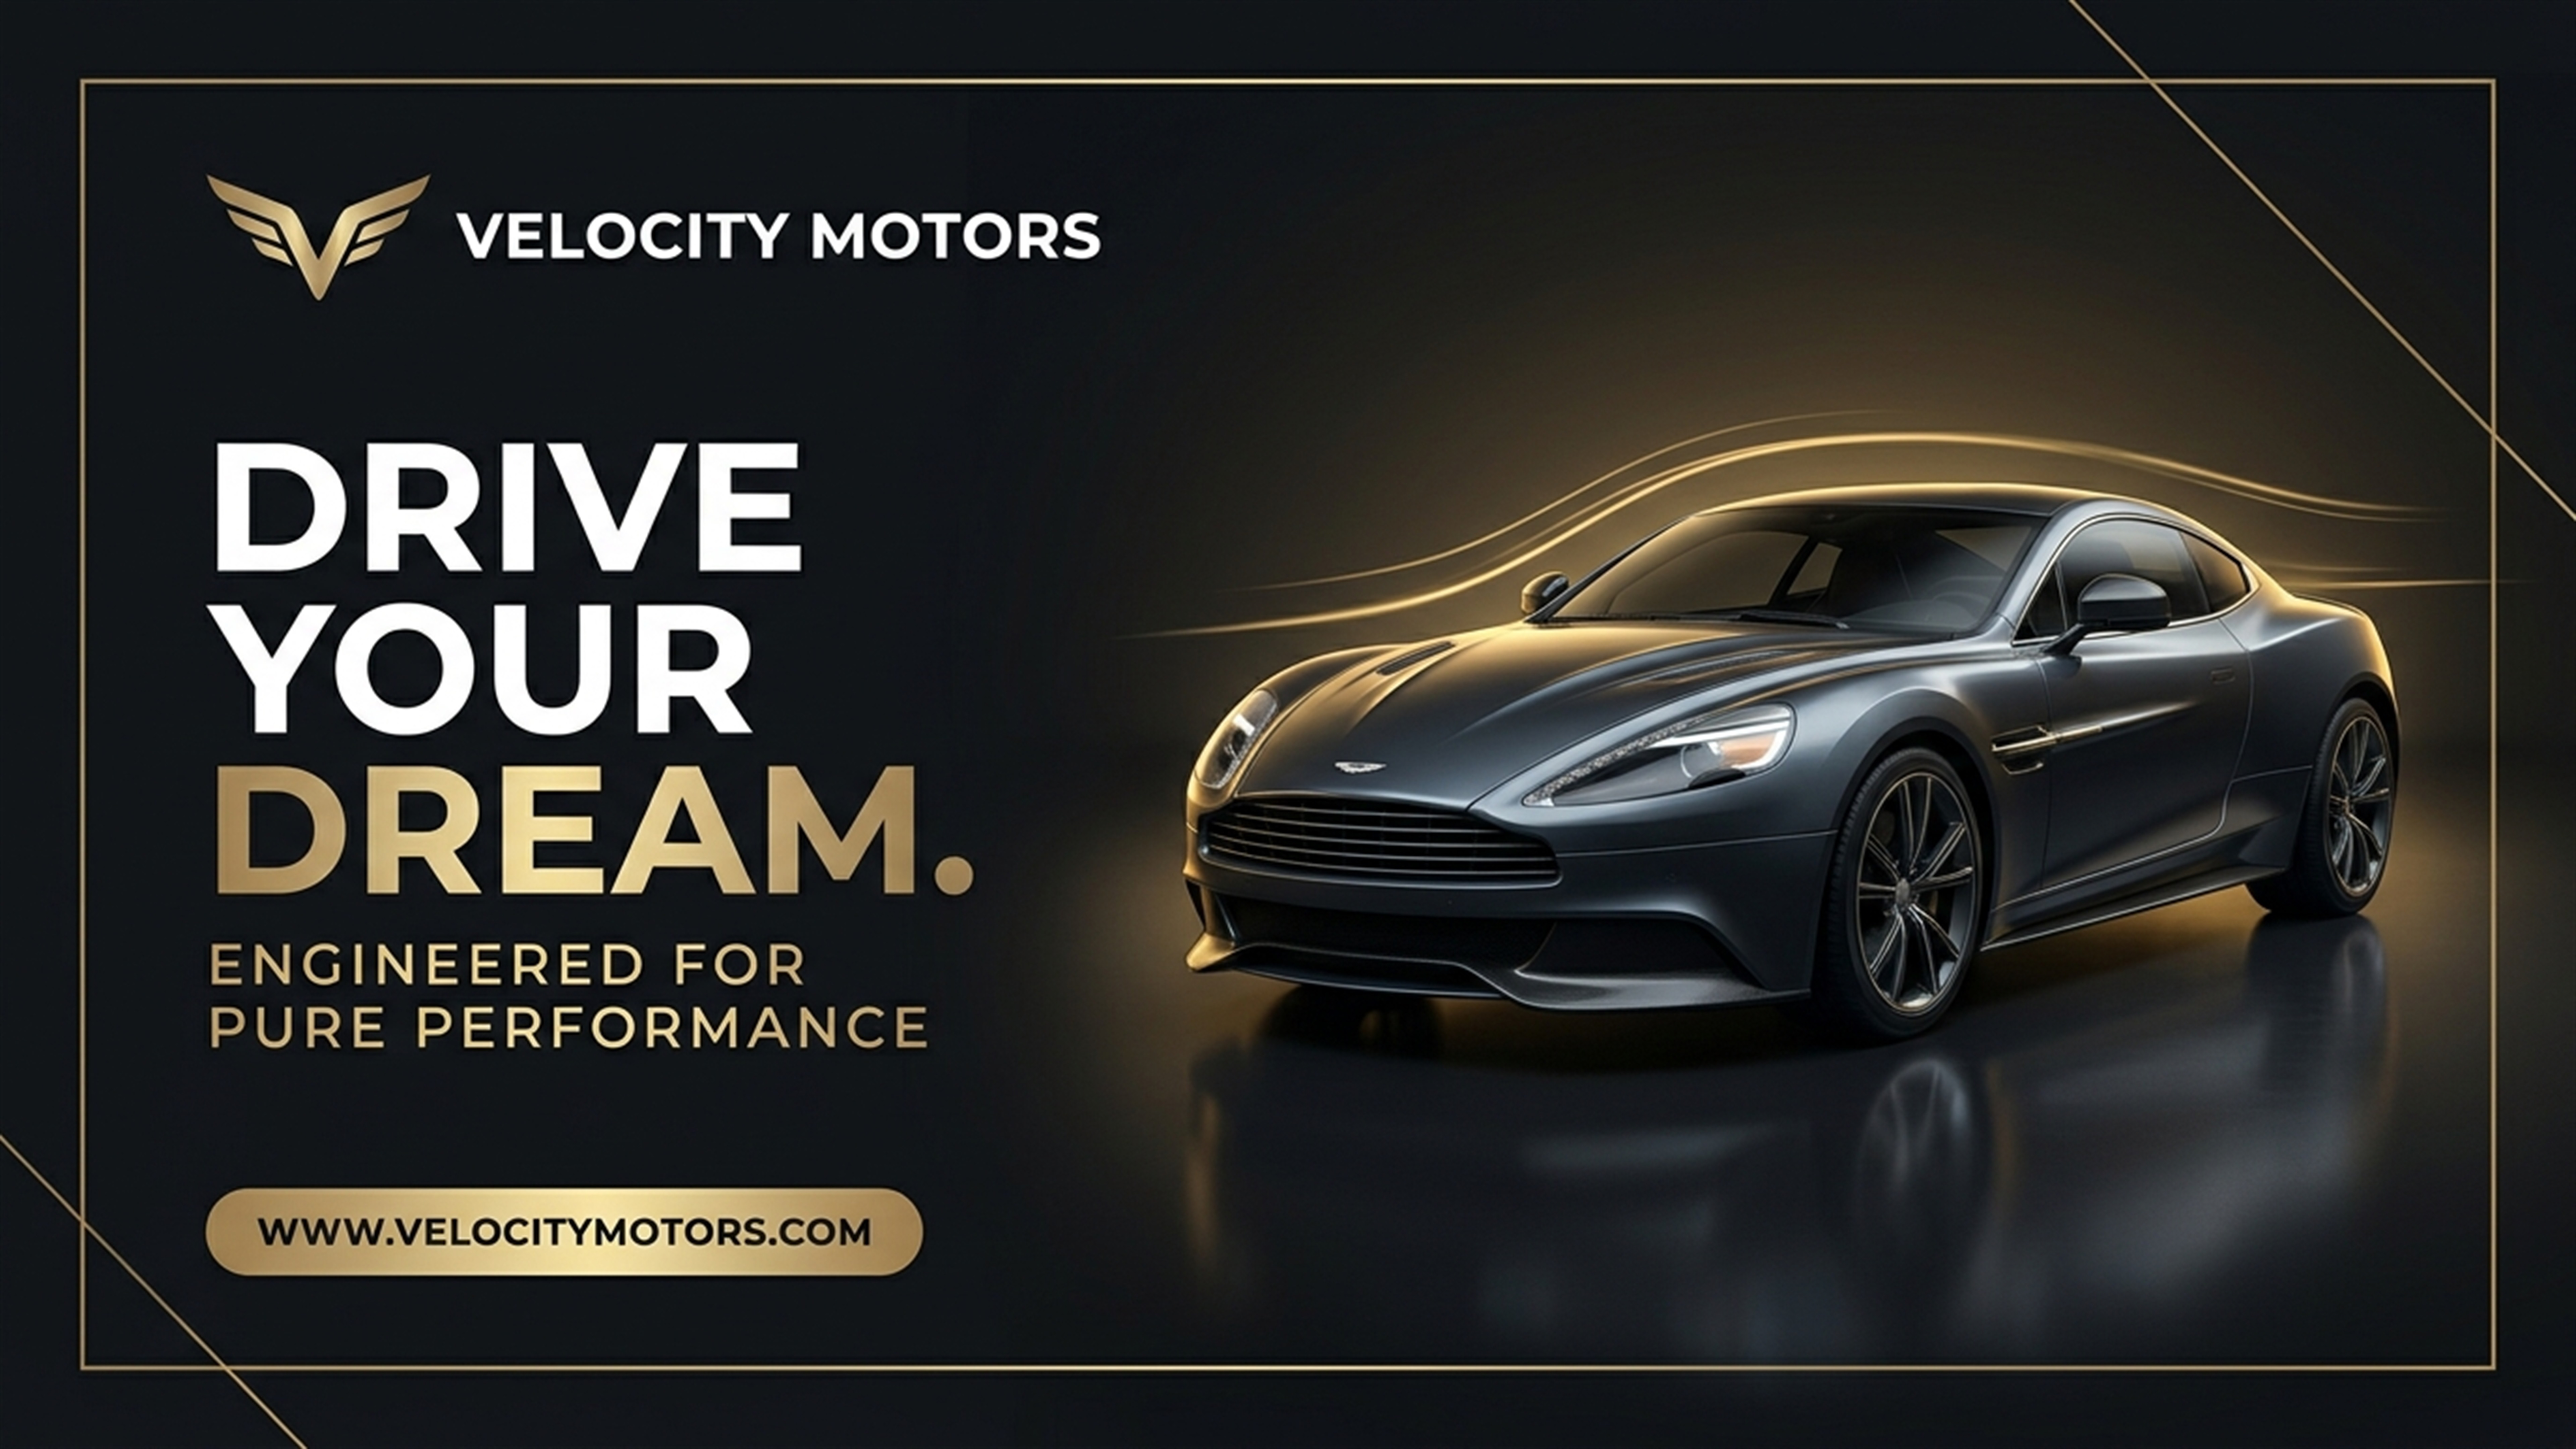 VELOCITY MOTORS
DRIVE
YOUR
DREAM.
ENGINEERED FOR
PURE PERFORMANCE
WWW.VELOCITYMOTORS.COM